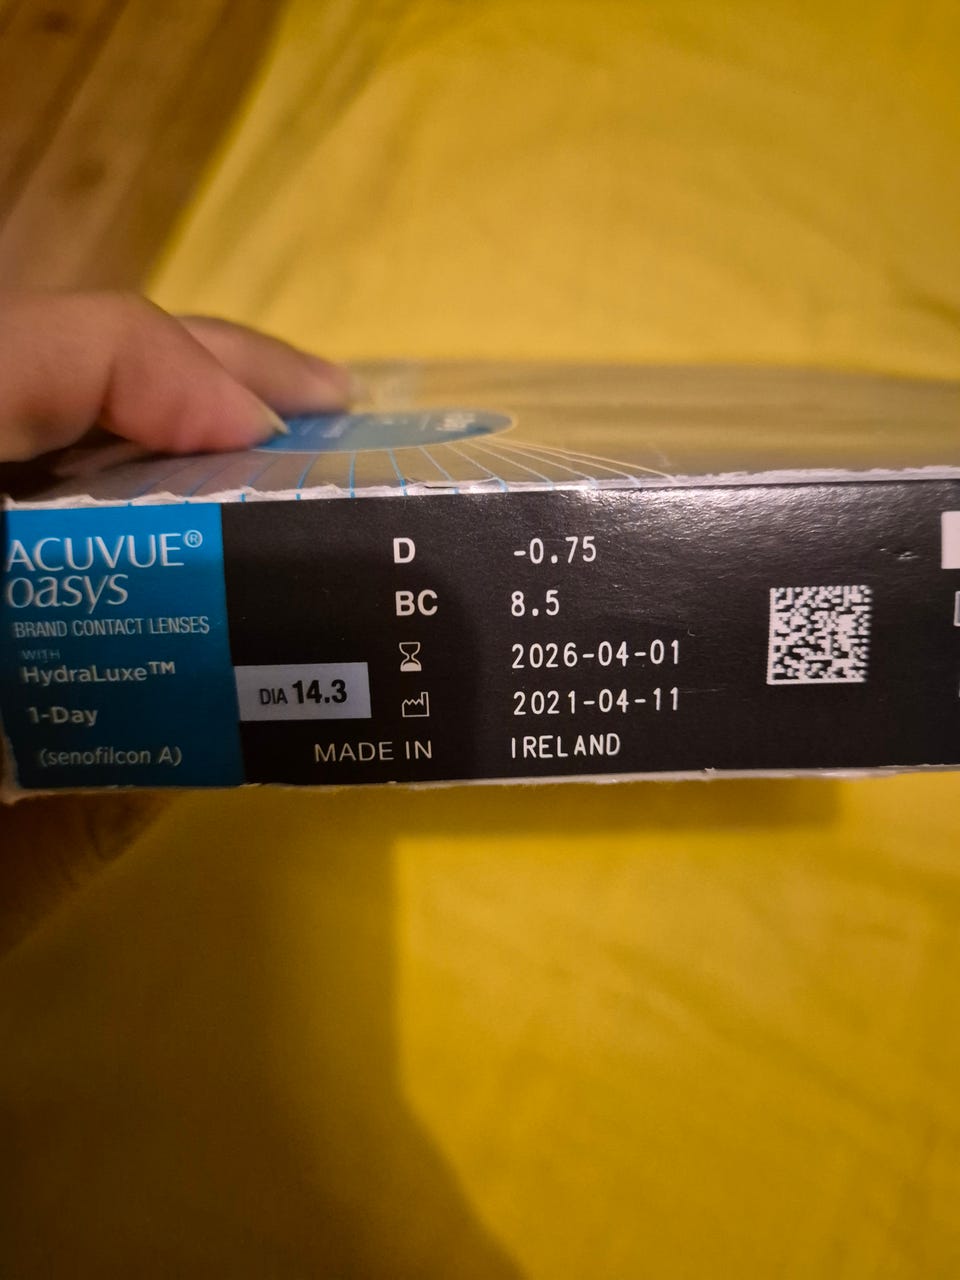 ACUVUE®
oasys
BRAND CONTACT LENSES
WITH
HydraLuxe™
1-Day
(senofilcon A)
DIA 14.3
D -0.75
BC 8.5
2026-04-01
2021-04-11
MADE IN IRELAND